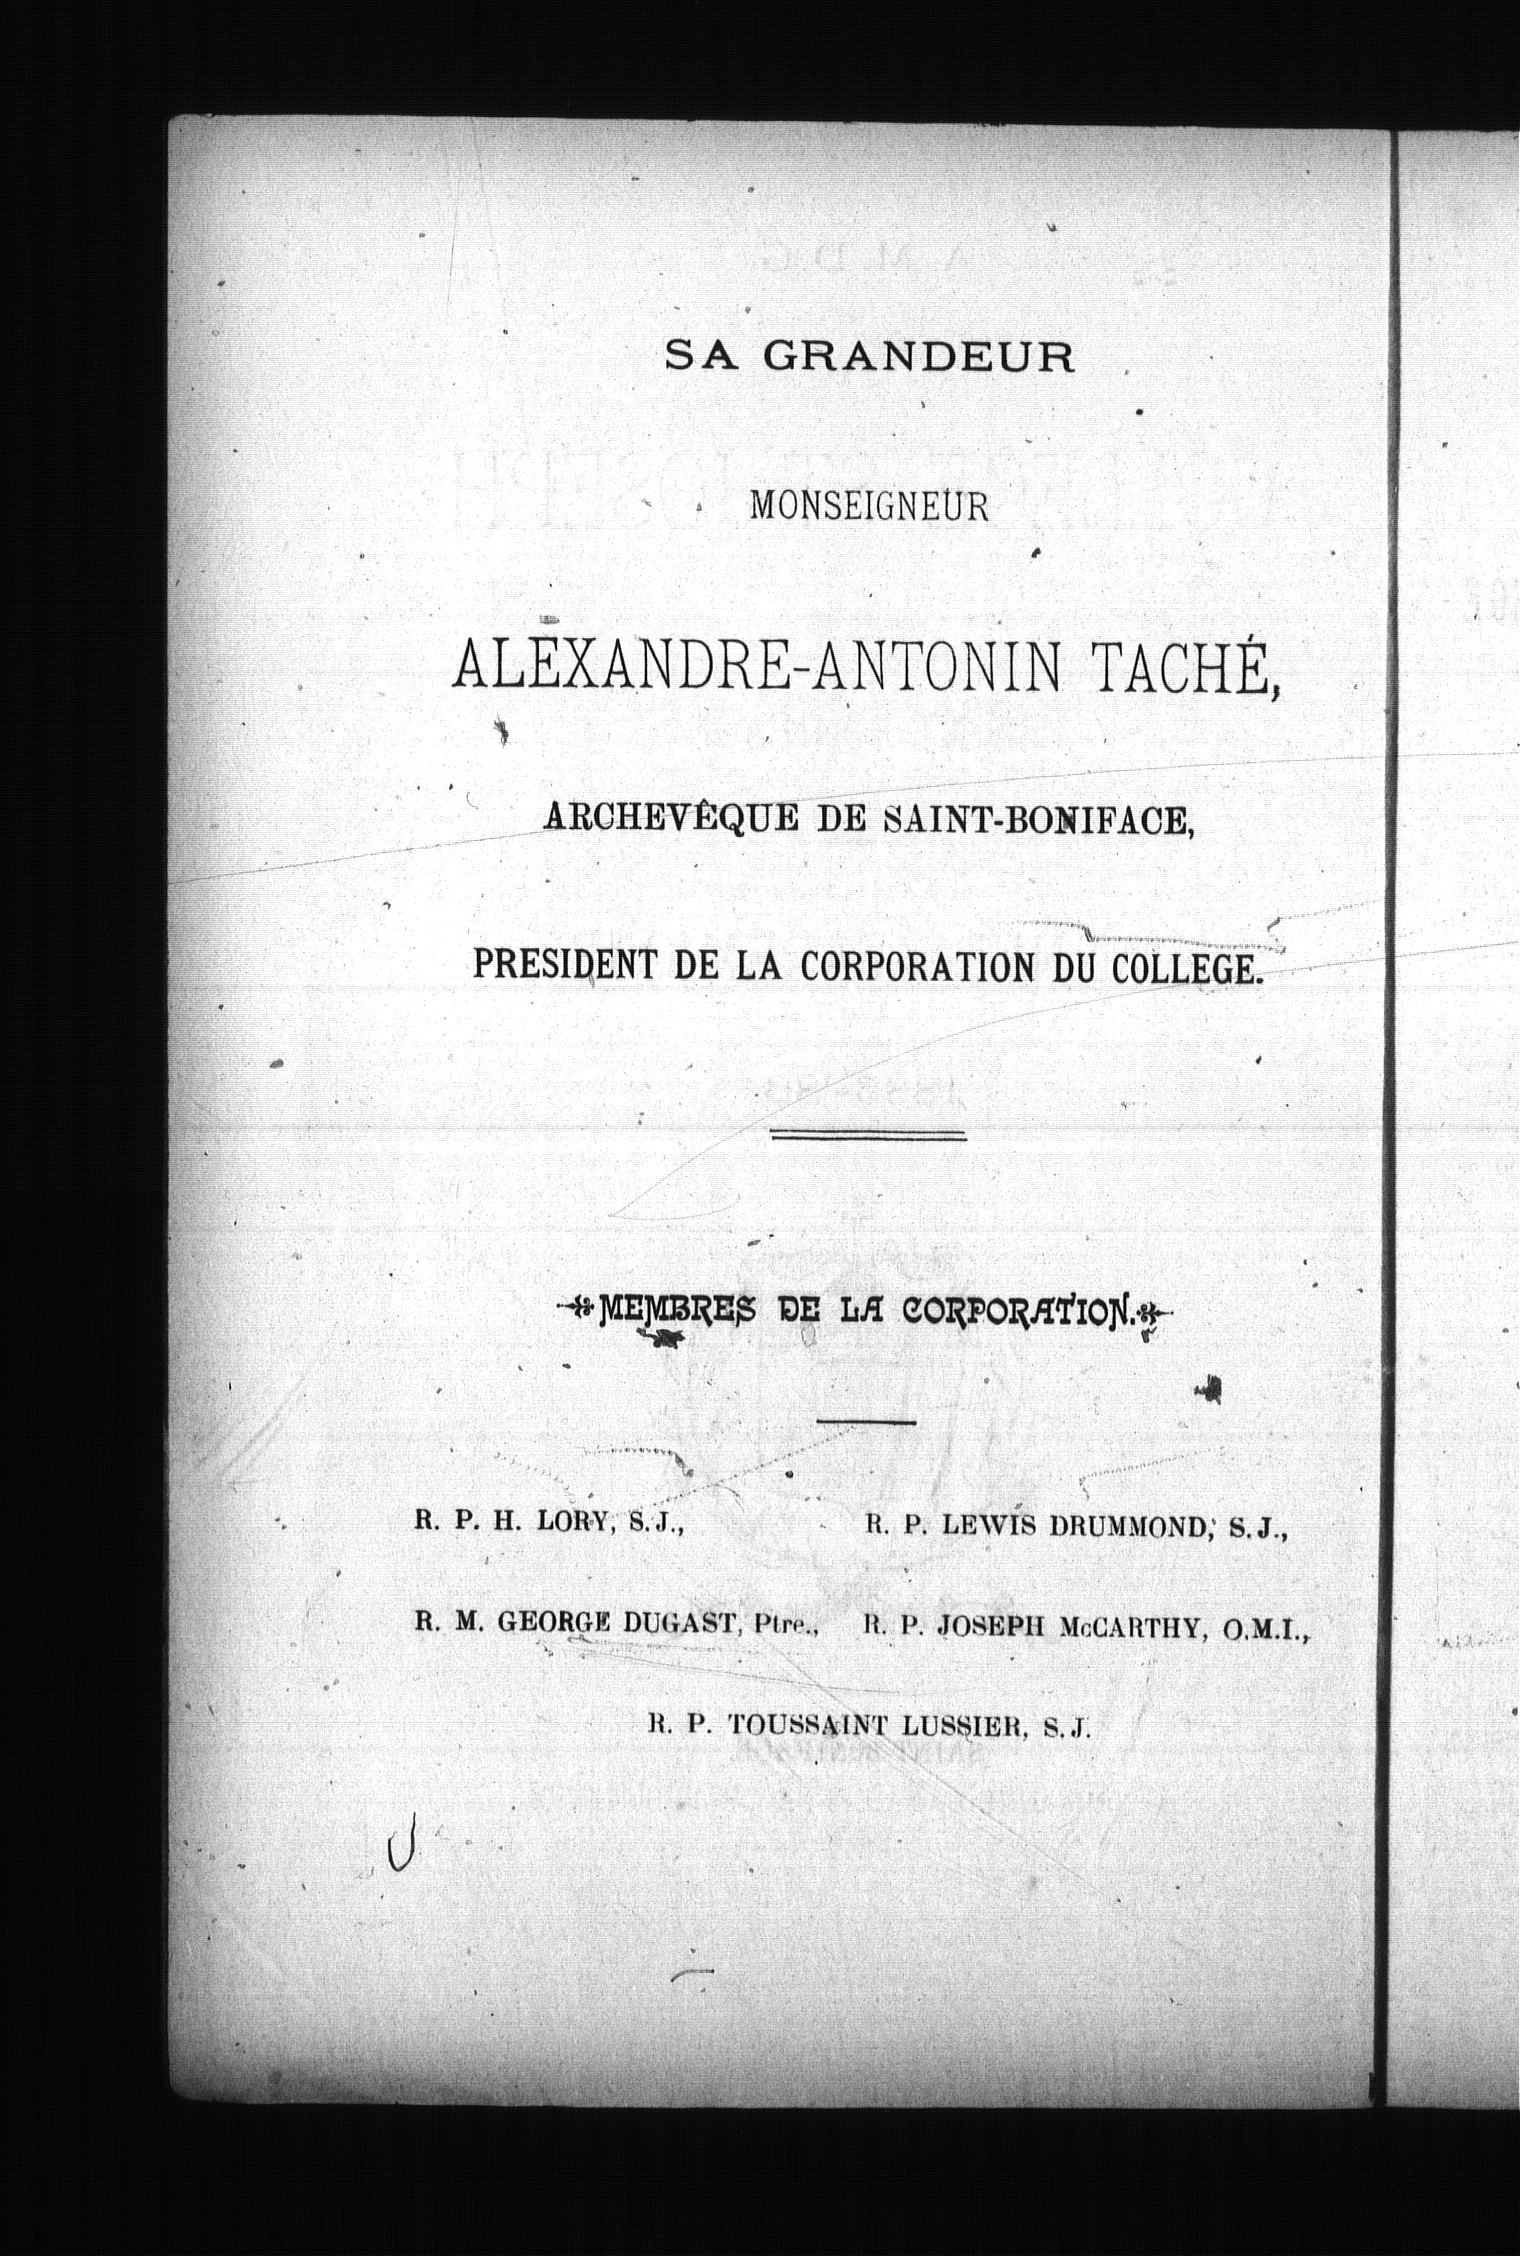 SA GRANDEUR
MONSEIGNEUR
ALEXANDRE-ANTONIN TACHÉ,
ARCHEVÊQUE DE SAINT-BONIFACE,
PRESIDENT DE LA CORPORATION DU COLLEGE.
MEMBRES DE LA CORPORATION.
R. P. H. LORY, S.J., R. P. LEWIS DRUMMOND, S.J.,
R. M. GEORGE DUGAST, Ptre., R. P. JOSEPH McCARTHY, O.M.I.,
R. P. TOUSSAINT LUSSIER, S.J.